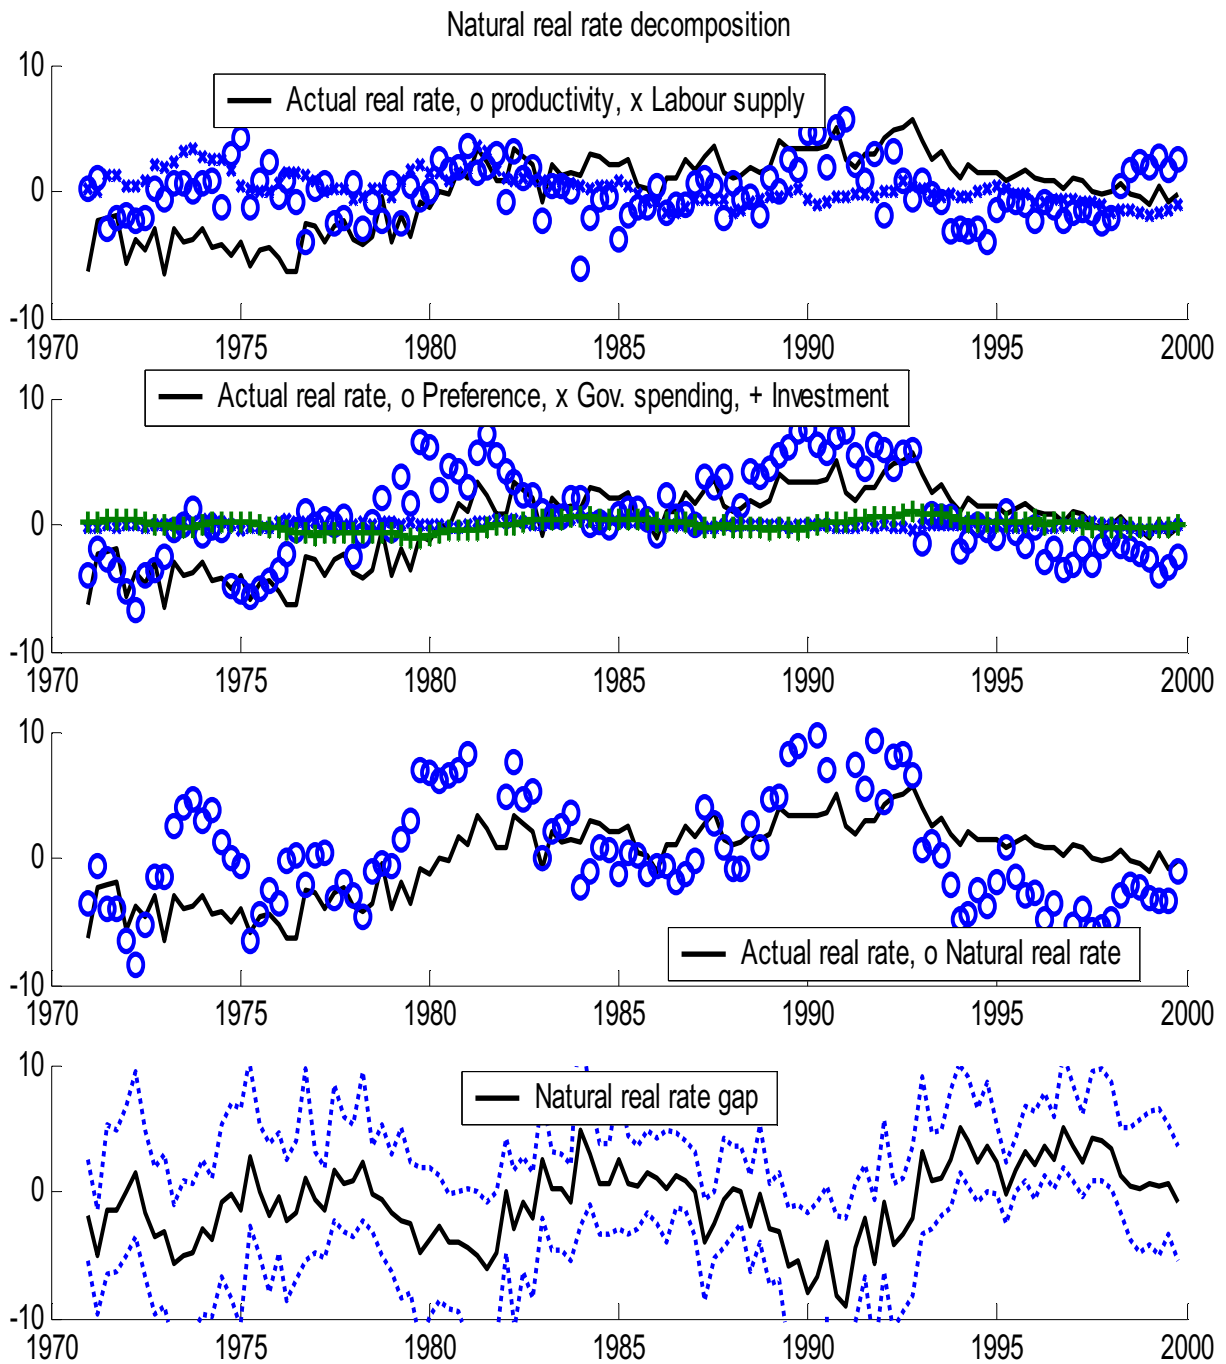 Natural real rate decomposition
10
Actual real rate, o productivity, x Labour supply
0
-10
1970 1975 1980 1985 1990 1995 2000
10
Actual real rate, o Preference, x Gov. spending, + Investment
0
-10
1970 1975 1980 1985 1990 1995 2000
10
0
Actual real rate, o Natural real rate
-10
1970 1975 1980 1985 1990 1995 2000
10
Natural real rate gap
0
-10
1970 1975 1980 1985 1990 1995 2000